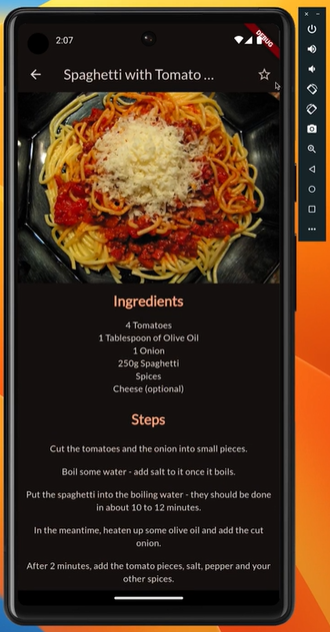 2:07
DEBUG
Spaghetti with Tomato ...
Ingredients
4 Tomatoes
1 Tablespoon of Olive Oil
1 Onion
250g Spaghetti
Spices
Cheese (optional)
Steps
Cut the tomatoes and the onion into small pieces.
Boil some water - add salt to it once it boils.
Put the spaghetti into the boiling water - they should be done
in about 10 to 12 minutes.
In the meantime, heaten up some olive oil and add the cut
onion.
After 2 minutes, add the tomato pieces, salt, pepper and your
other spices.